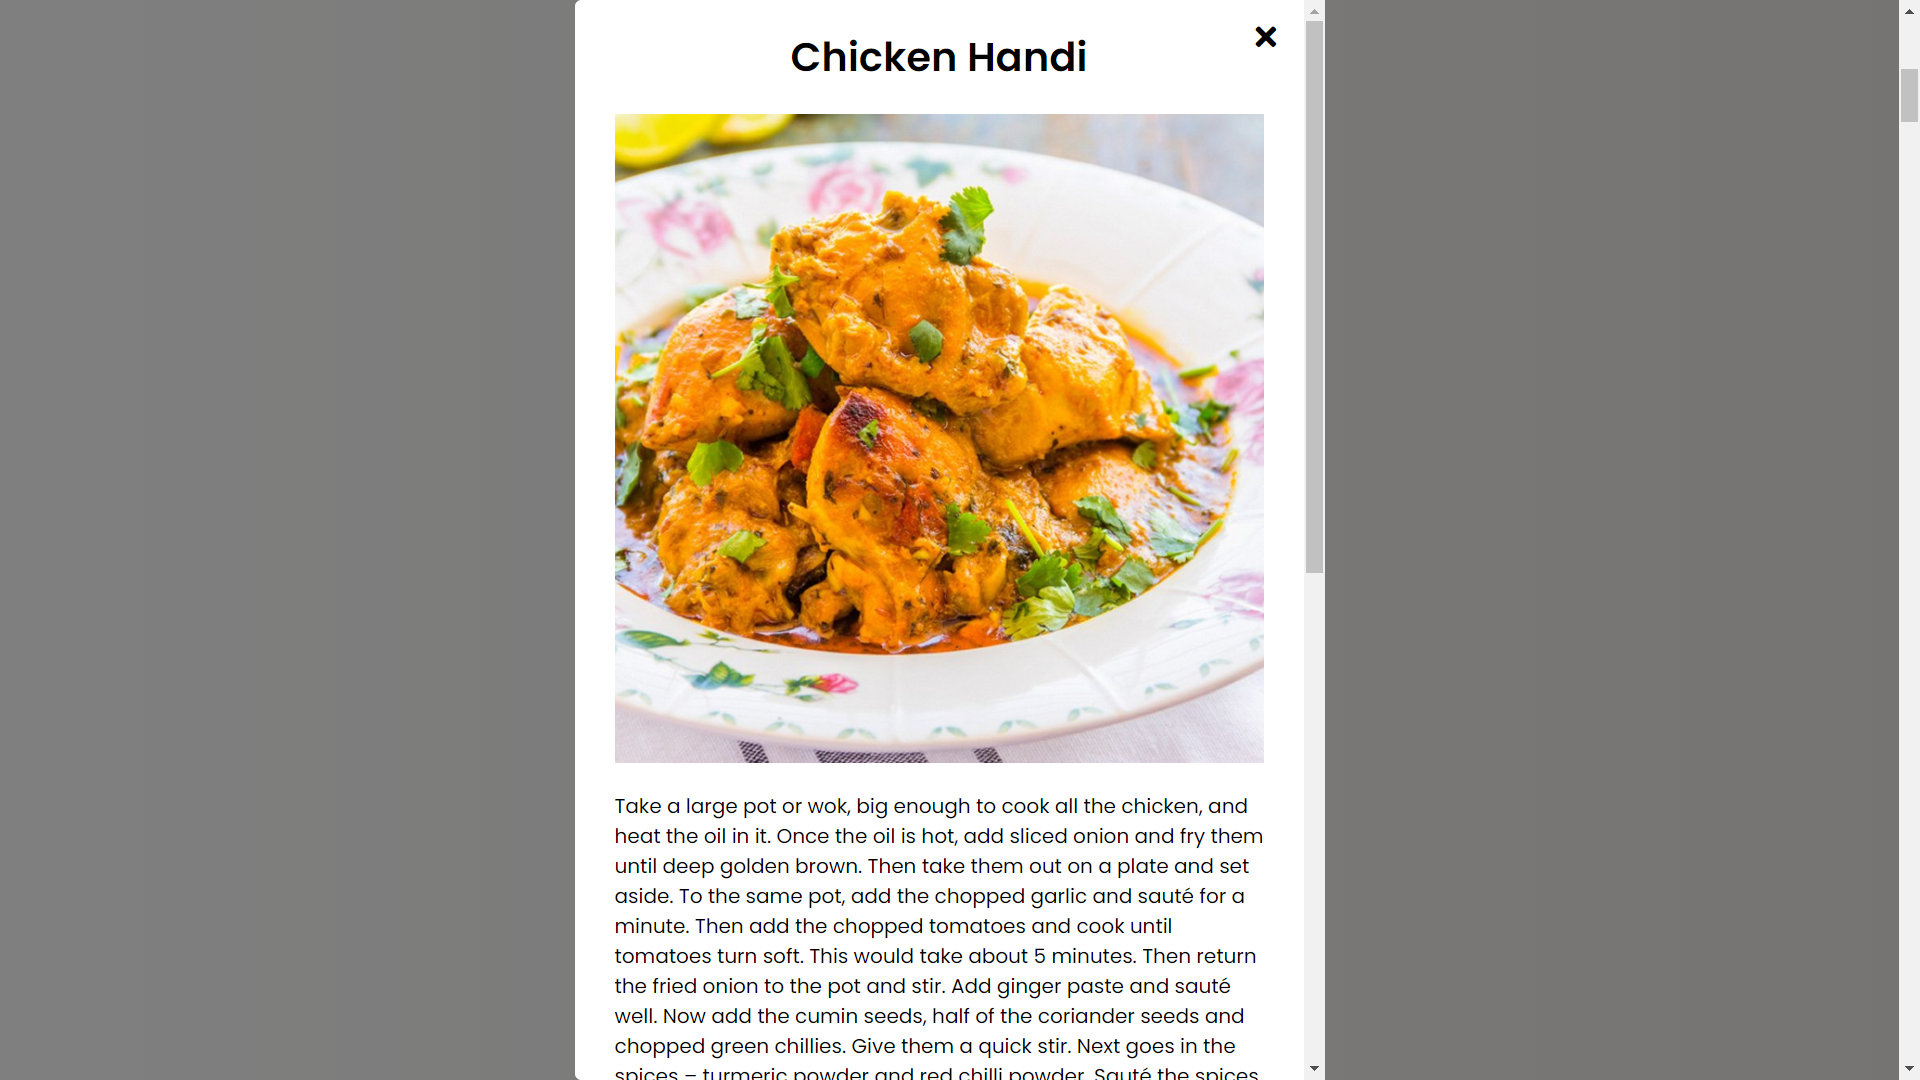 Chicken Handi
Take a large pot or wok, big enough to cook all the chicken, and
heat the oil in it. Once the oil is hot, add sliced onion and fry them
until deep golden brown. Then take them out on a plate and set
aside. To the same pot, add the chopped garlic and sauté for a
minute. Then add the chopped tomatoes and cook until
tomatoes turn soft. This would take about 5 minutes. Then return
the fried onion to the pot and stir. Add ginger paste and sauté
well. Now add the cumin seeds, half of the coriander seeds and
chopped green chillies. Give them a quick stir. Next goes in the
spices – turmeric powder and red chilli powder. Sauté the spices